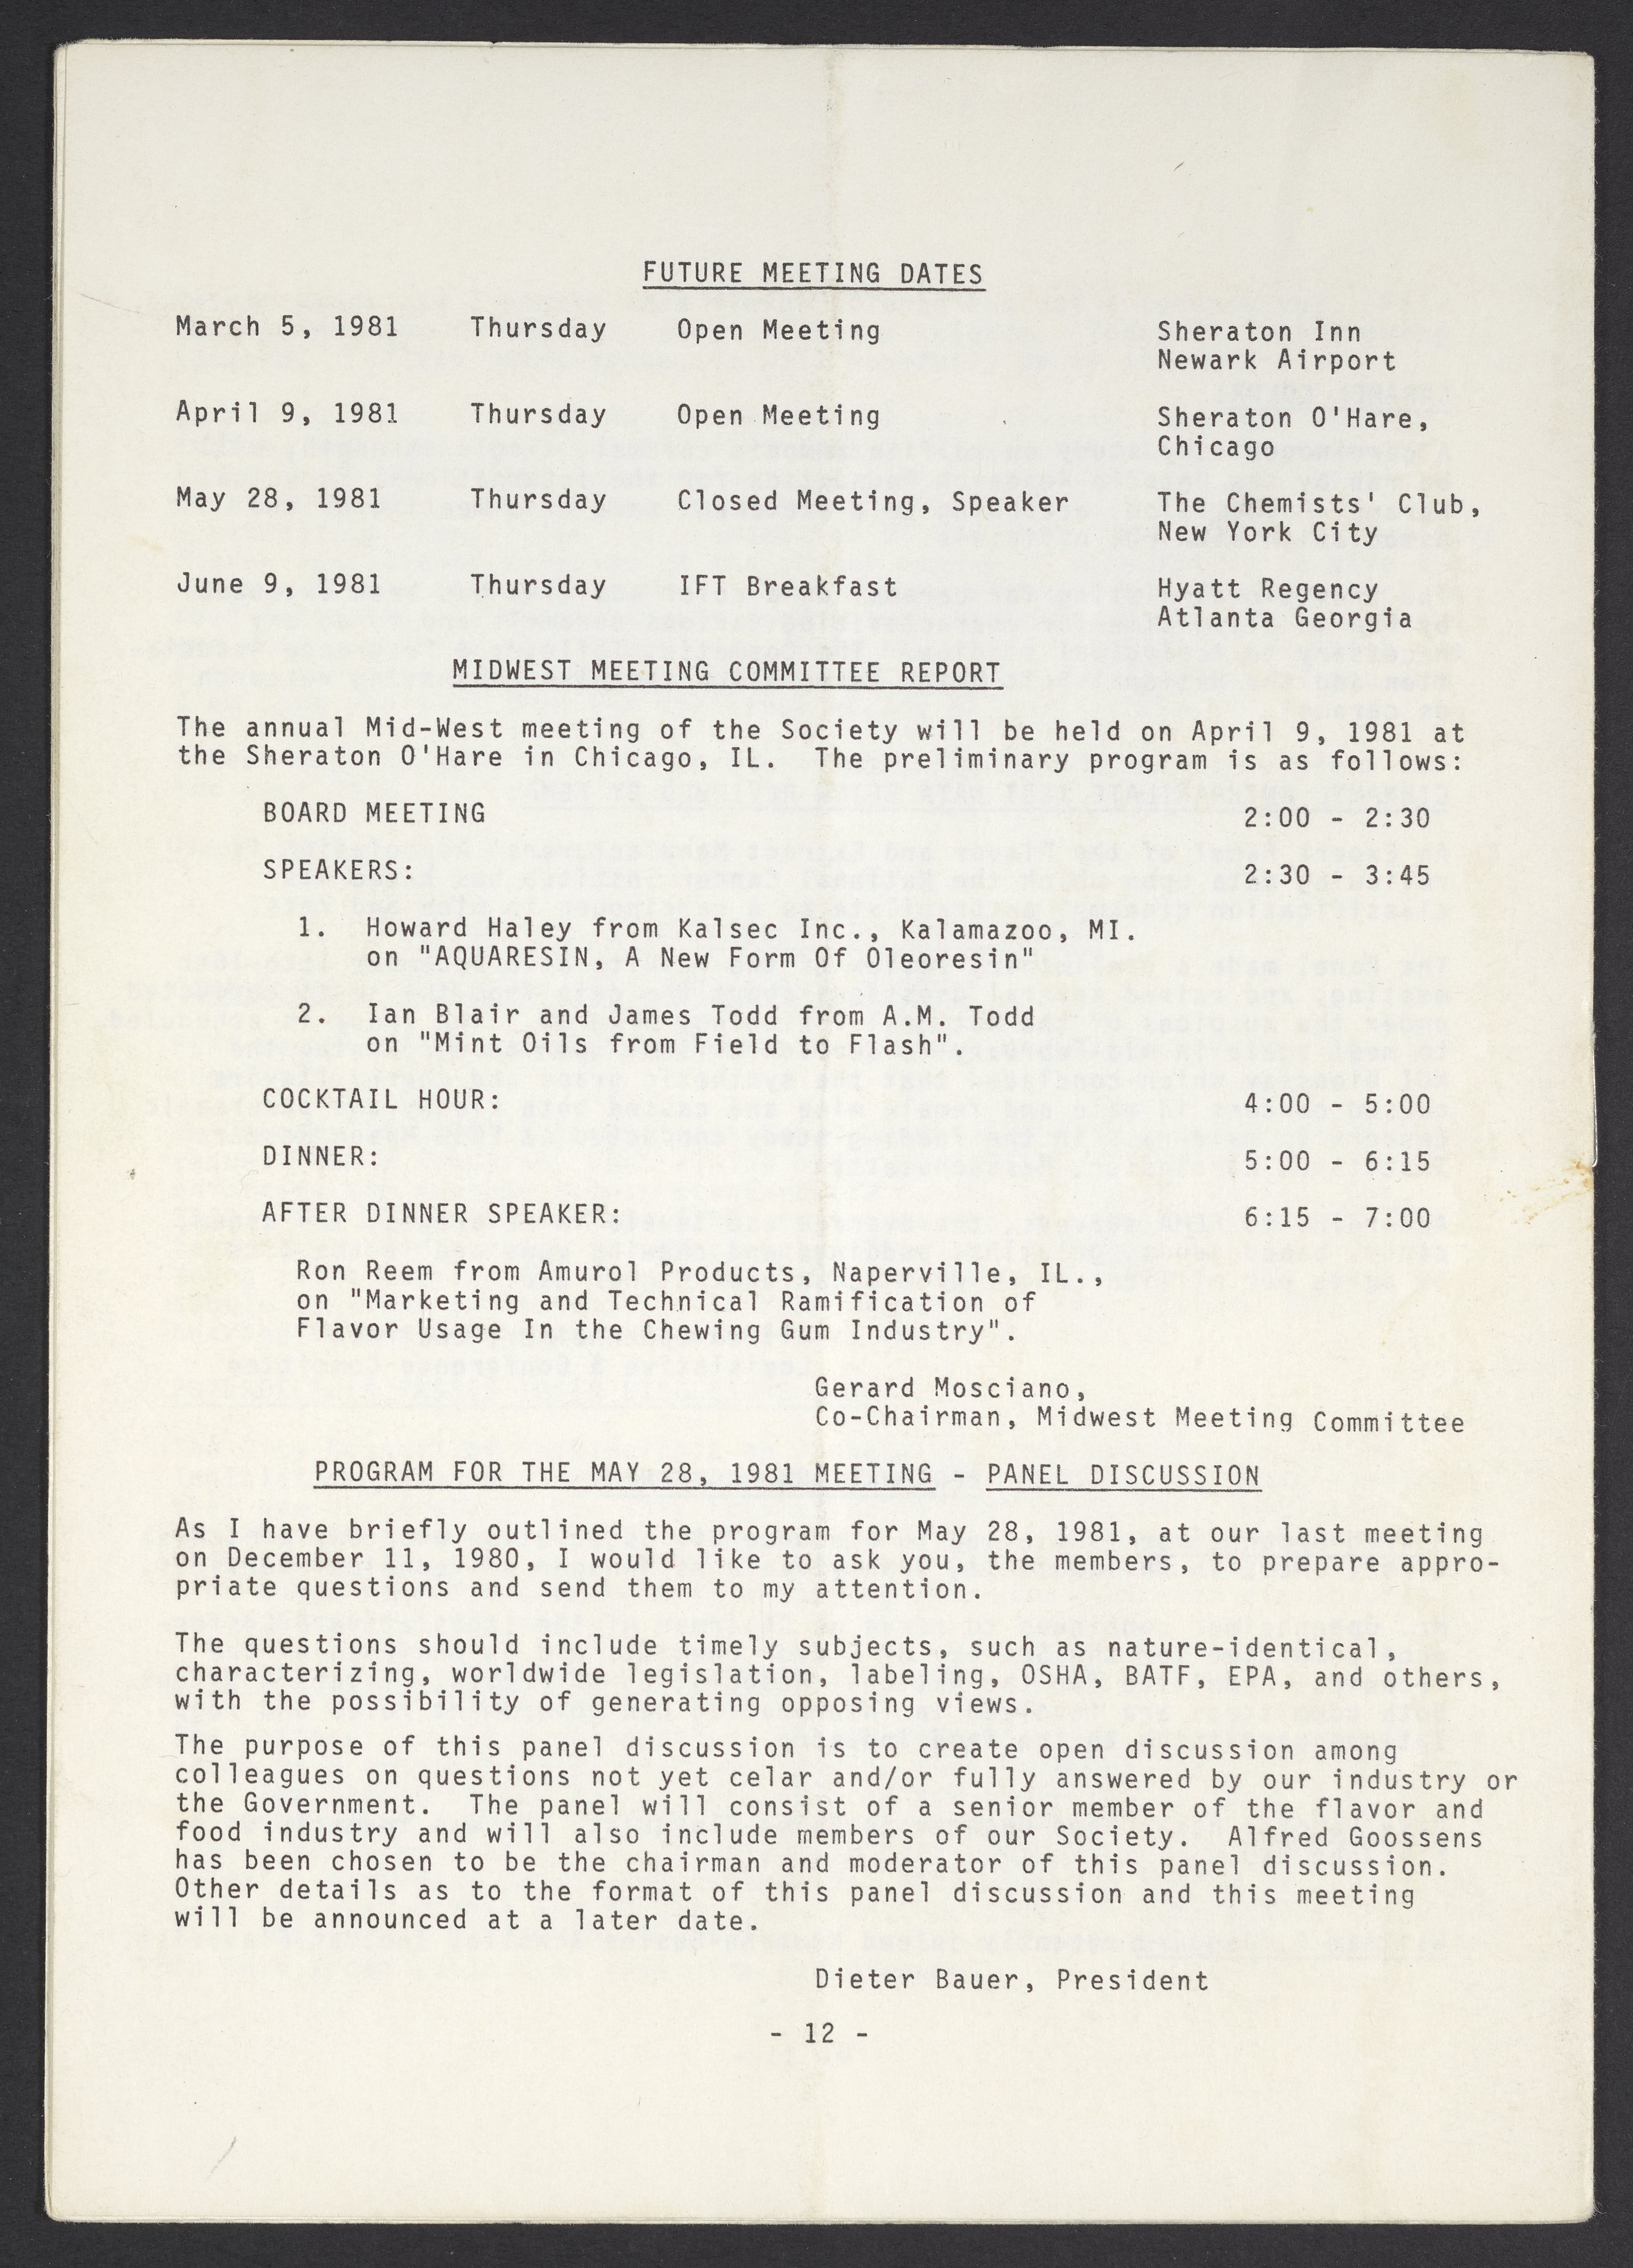 FUTURE MEETING DATES
March 5, 1981 Thursday Open Meeting Sheraton Inn
Newark Airport
April 9, 1981 Thursday Open Meeting Sheraton O'Hare,
Chicago
May 28, 1981 Thursday Closed Meeting, Speaker The Chemists' Club,
New York City
June 9, 1981 Thursday IFT Breakfast Hyatt Regency
Atlanta Georgia
MIDWEST MEETING COMMITTEE REPORT
The annual Mid-West meeting of the Society will be held on April 9, 1981 at
the Sheraton O'Hare in Chicago, IL. The preliminary program is as follows:
BOARD MEETING 2:00 - 2:30
SPEAKERS: 2:30 - 3:45
1. Howard Haley from Kalsec Inc., Kalamazoo, MI.
on "AQUARESIN, A New Form Of Oleoresin"
2. Ian Blair and James Todd from A.M. Todd
on "Mint Oils from Field to Flash".
COCKTAIL HOUR: 4:00 - 5:00
DINNER: 5:00 - 6:15
AFTER DINNER SPEAKER: 6:15 - 7:00
Ron Reem from Amurol Products, Naperville, IL.,
on "Marketing and Technical Ramification of
Flavor Usage In the Chewing Gum Industry".
Gerard Mosciano,
Co-Chairman, Midwest Meeting Committee
PROGRAM FOR THE MAY 28, 1981 MEETING - PANEL DISCUSSION
As I have briefly outlined the program for May 28, 1981, at our last meeting
on December 11, 1980, I would like to ask you, the members, to prepare appro-
priate questions and send them to my attention.
The questions should include timely subjects, such as nature-identical,
characterizing, worldwide legislation, labeling, OSHA, BATF, EPA, and others,
with the possibility of generating opposing views.
The purpose of this panel discussion is to create open discussion among
colleagues on questions not yet celar and/or fully answered by our industry or
the Government. The panel will consist of a senior member of the flavor and
food industry and will also include members of our Society. Alfred Goossens
has been chosen to be the chairman and moderator of this panel discussion.
Other details as to the format of this panel discussion and this meeting
will be announced at a later date.
Dieter Bauer, President
- 12 -